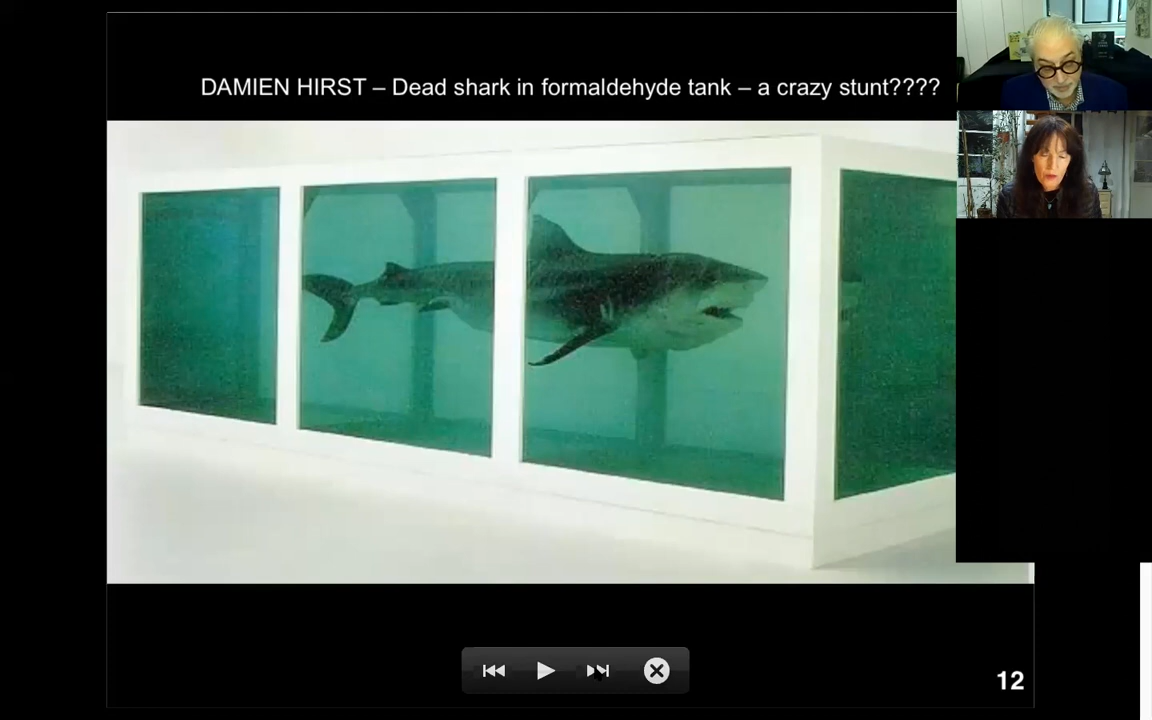 DAMIEN HIRST – Dead shark in formaldehyde tank – a crazy stunt????
12